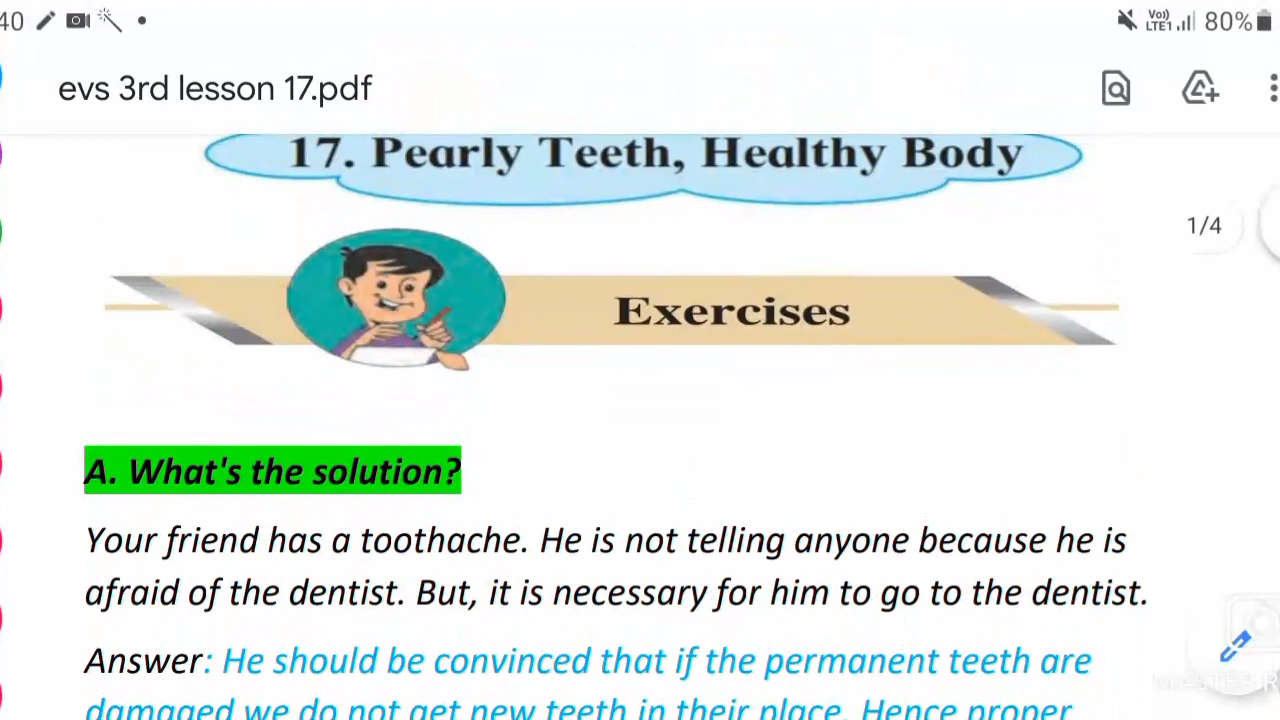 40
Vo)) LTE1 80%
evs 3rd lesson 17.pdf
17. Pearly Teeth, Healthy Body
1/4
Exercises
A. What's the solution?
Your friend has a toothache. He is not telling anyone because he is
afraid of the dentist. But, it is necessary for him to go to the dentist.
Answer: He should be convinced that if the permanent teeth are
damaged we do not get new teeth in their place. Hence proper